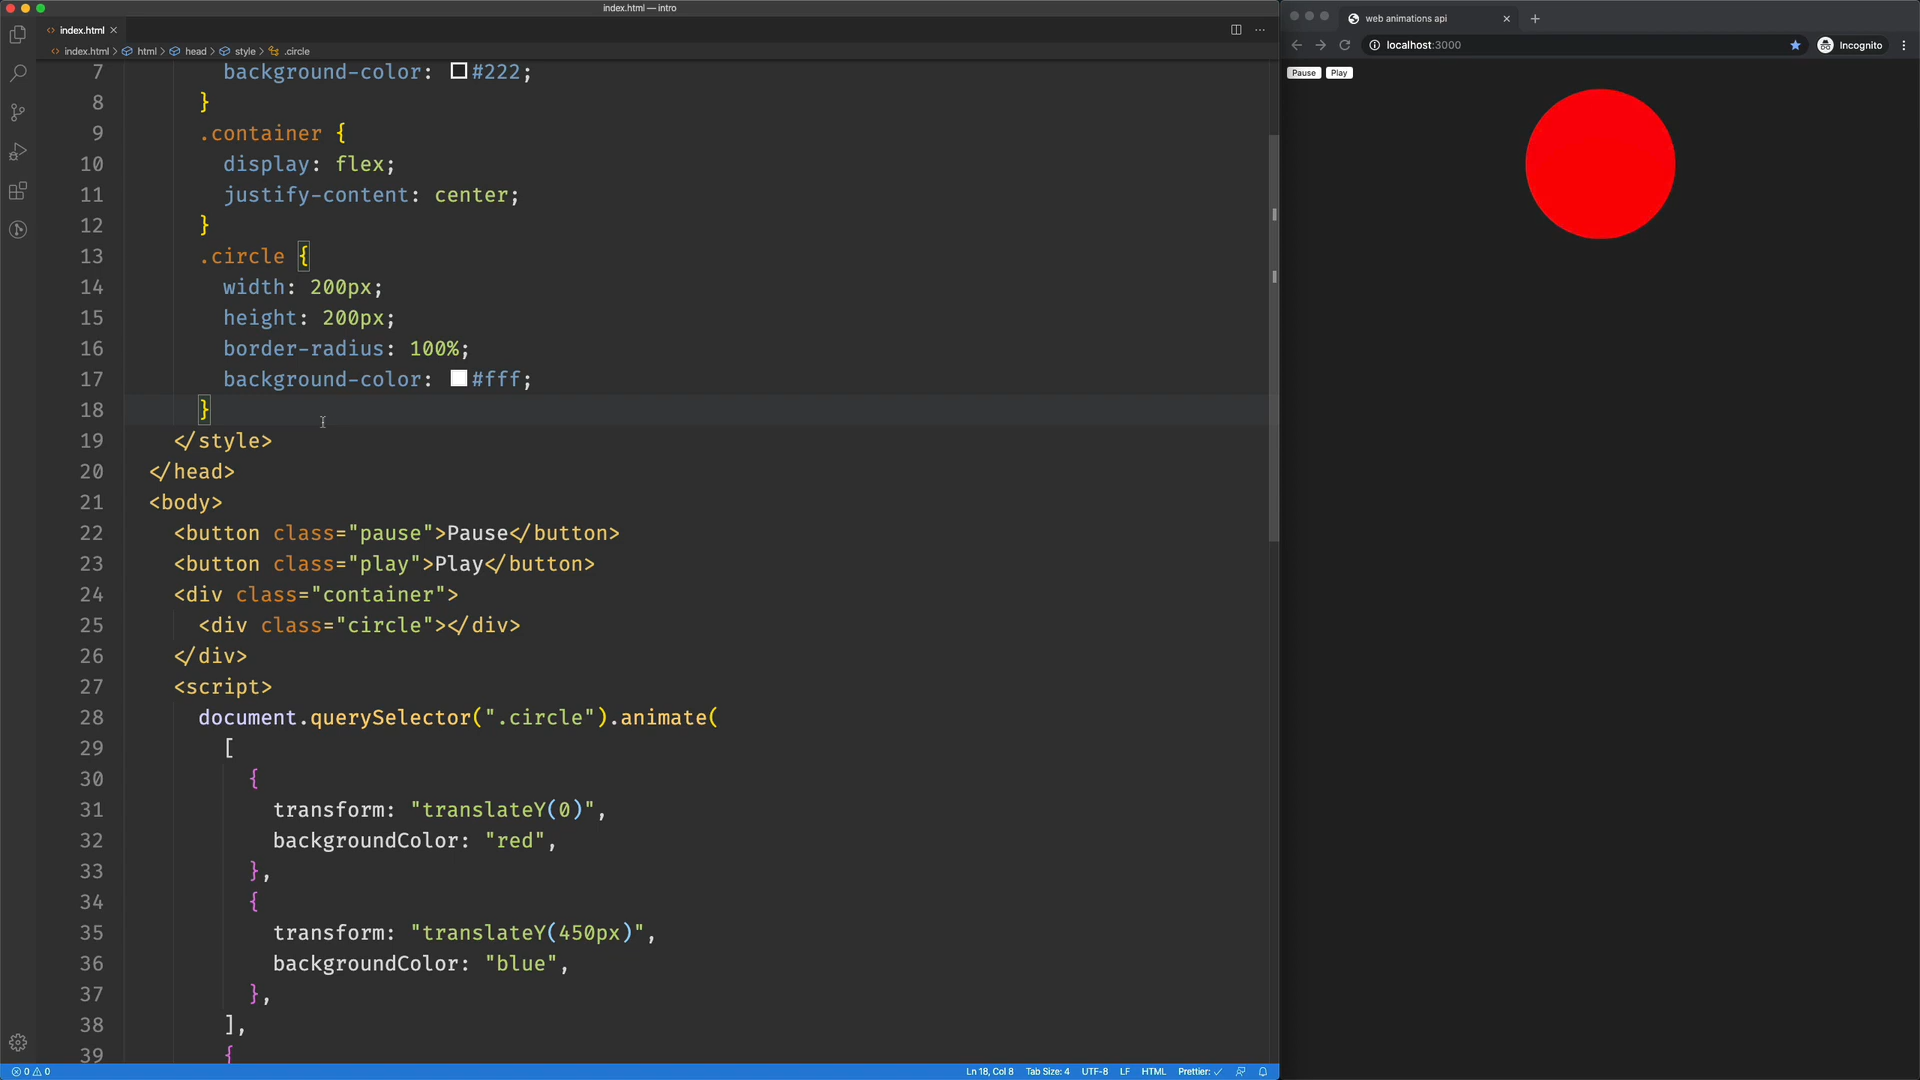 index.html — intro
index.html
index.html > html > head > style > .circle
7 background-color: #222;
8 }
9 .container {
10 display: flex;
11 justify-content: center;
12 }
13 .circle {
14 width: 200px;
15 height: 200px;
16 border-radius: 100%;
17 background-color: #fff;
18 }
19 </style>
20 </head>
21 <body>
22 <button class="pause">Pause</button>
23 <button class="play">Play</button>
24 <div class="container">
25 <div class="circle"></div>
26 </div>
27 <script>
28 document.querySelector(".circle").animate(
29 [
30 {
31 transform: "translateY(0)",
32 backgroundColor: "red",
33 },
34 {
35 transform: "translateY(450px)",
36 backgroundColor: "blue",
37 },
38 ],
39 {
0 0
Ln 18, Col 8
Tab Size: 4
UTF-8
LF
HTML
Prettier: ✓
web animations api
localhost:3000
Incognito
Pause
Play